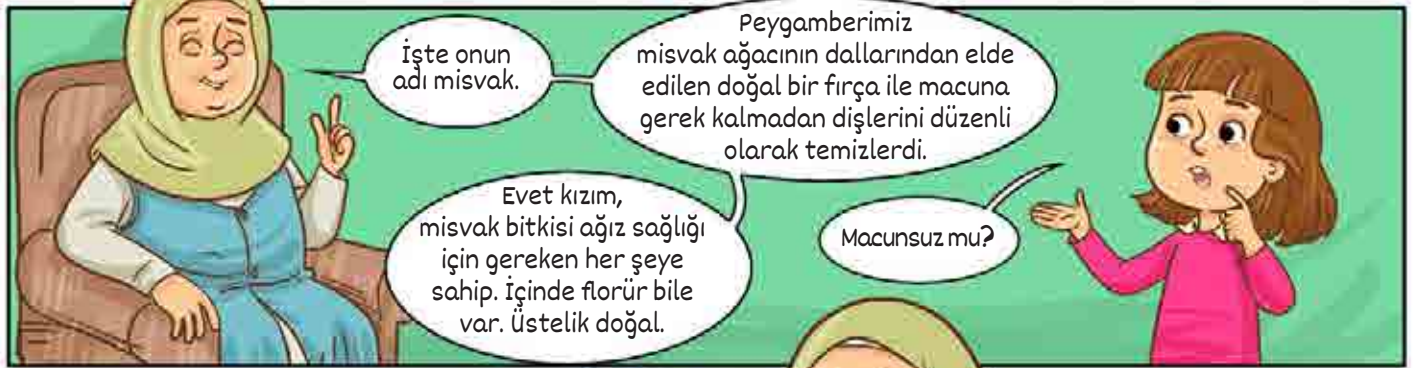 İşte onun
adı misvak.
Peygamberimiz
misvak ağacının dallarından elde
edilen doğal bir fırça ile macuna
gerek kalmadan dişlerini düzenli
olarak temizlerdi.
Macunsuz mu?
Evet kızım,
misvak bitkisi ağız sağlığı
için gereken her şeye
sahip. İçinde florür bile
var. Üstelik doğal.